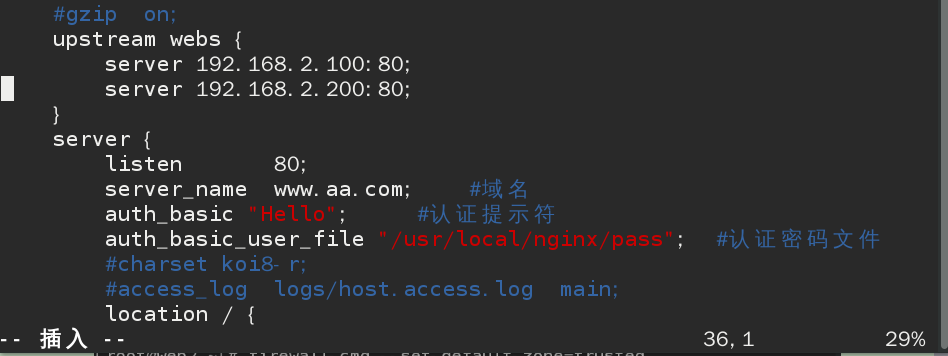 #gzip  on;
upstream webs {
server 192.168.2.100:80;
server 192.168.2.200:80;
}
server {
listen       80;
server_name  www.aa.com;    #域名
auth_basic "Hello";     #认证提示符
auth_basic_user_file "/usr/local/nginx/pass";  #认证密码文件
#charset koi8-r;
#access_log  logs/host.access.log  main;
location / {
-- 插入 --    36,1    29%